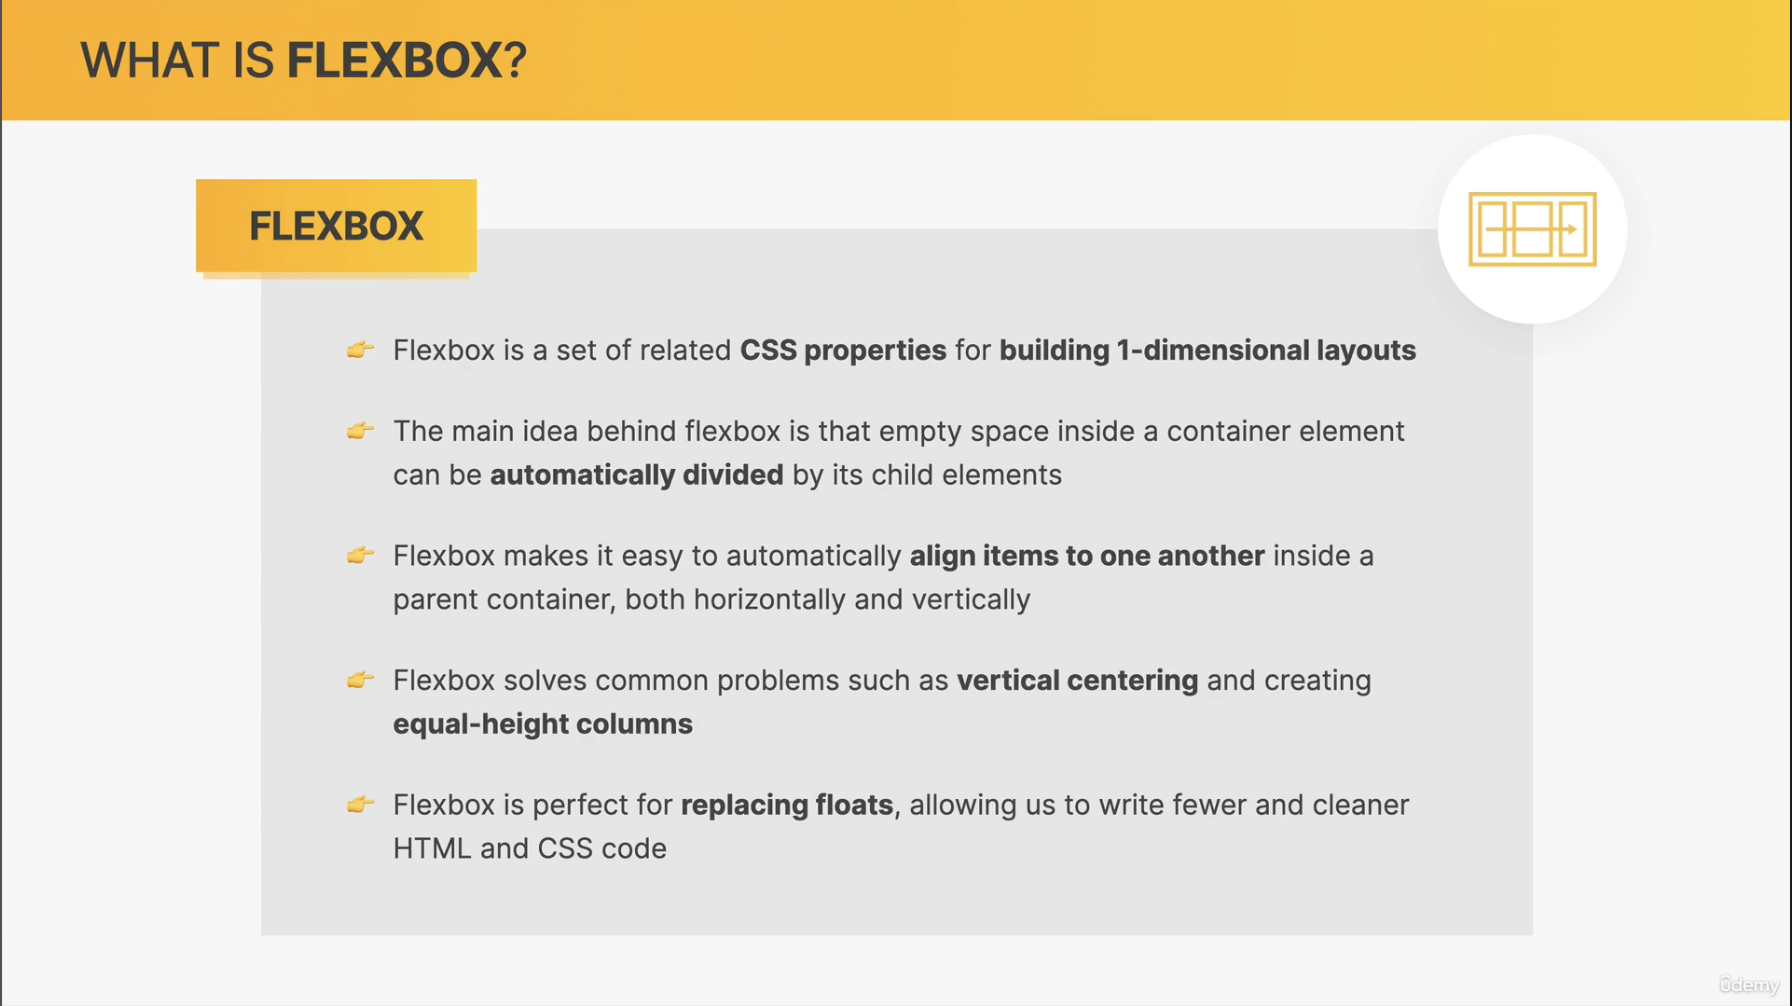 WHAT IS FLEXBOX?
FLEXBOX
👉 Flexbox is a set of related CSS properties for building 1-dimensional layouts
👉 The main idea behind flexbox is that empty space inside a container element
can be automatically divided by its child elements
👉 Flexbox makes it easy to automatically align items to one another inside a
parent container, both horizontally and vertically
👉 Flexbox solves common problems such as vertical centering and creating
equal-height columns
👉 Flexbox is perfect for replacing floats, allowing us to write fewer and cleaner
HTML and CSS code
ûdemy